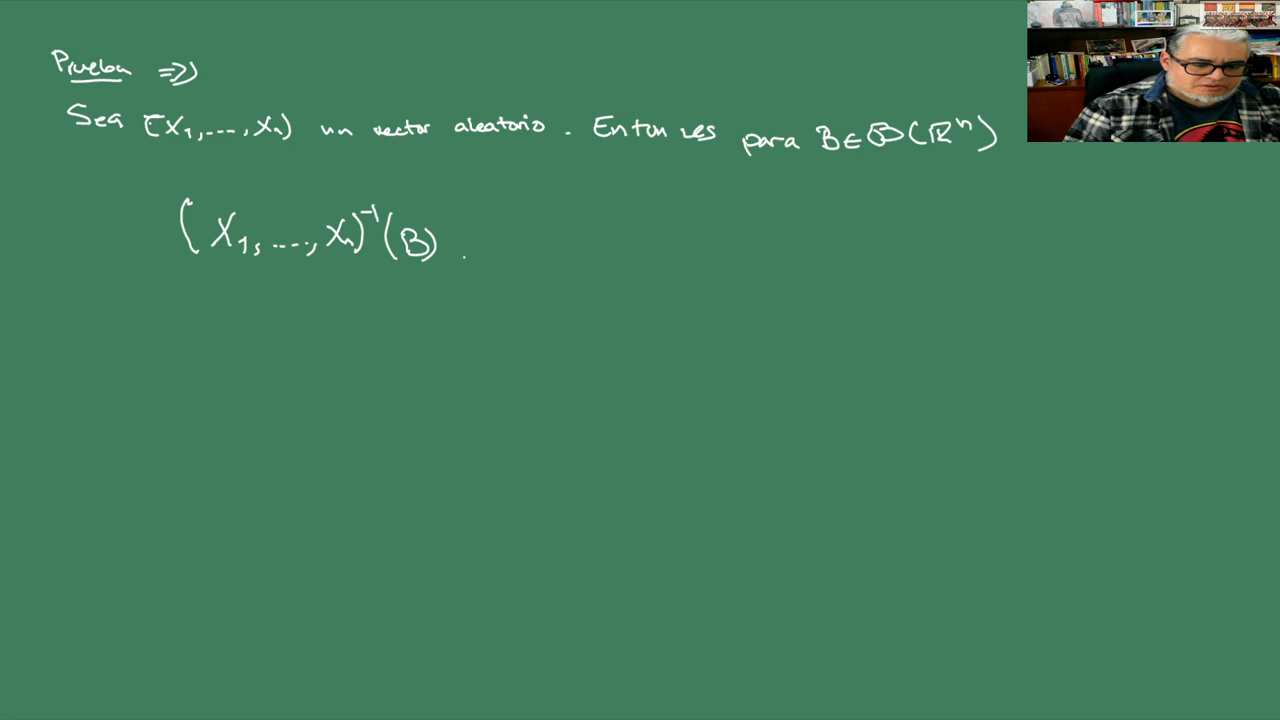 Prueba ⇒)
Sea (X₁,...,Xₙ) un vector aleatorio. Entonces para B∈𝔹(ℝⁿ)
(X₁,....,Xₙ)⁻¹(B)